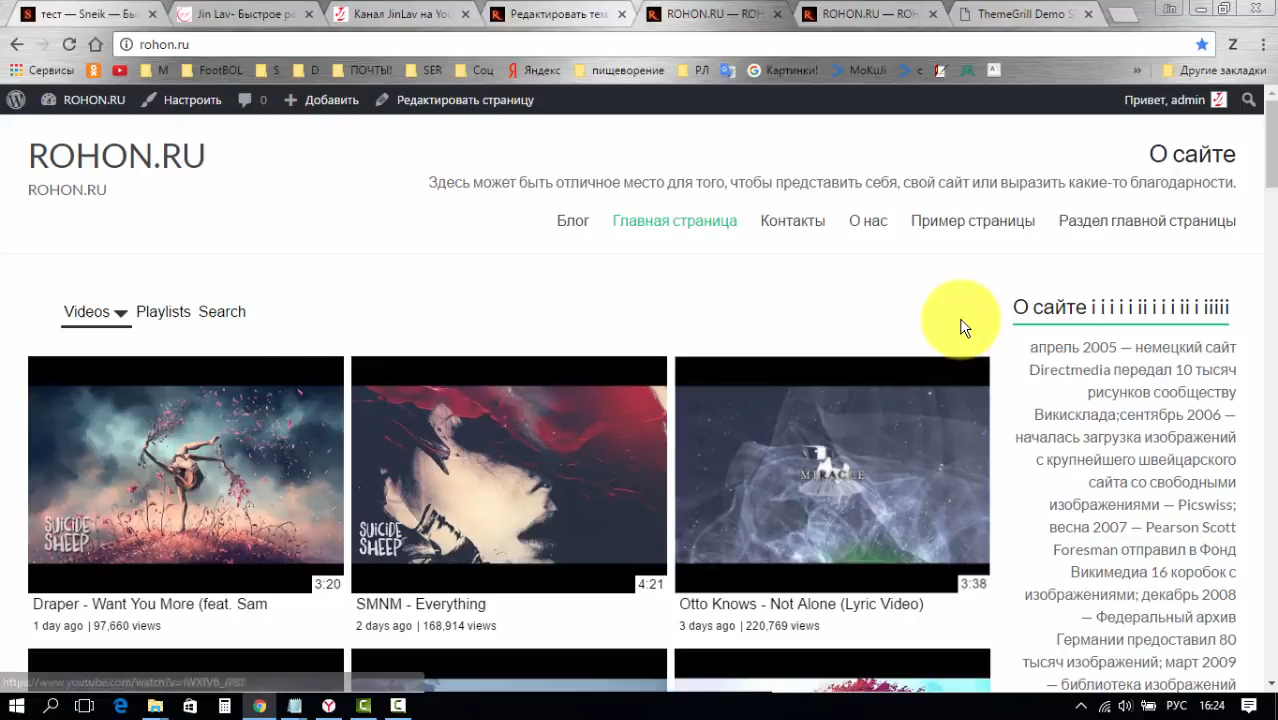 тест — Sneik — Бы
Jin Lav- Быстрое ре
Канал JinLav на You
Редактировать тем
ROHON.RU — ROH
ROHON.RU — ROH
ThemeGrill Demo S
rohon.ru
Сервисы
M
FootBOL
S
D
ПОЧТЫ!
SER
Соц
Яндекс
пищеворение
РЛ
Картинки!
MoKuJi
с
»
Другие закладки
ROHON.RU
Настроить
0
Добавить
Редактировать страницу
Привет, admin
ROHON.RU
ROHON.RU
О сайте
Здесь может быть отличное место для того, чтобы представить себя, свой сайт или выразить какие-то благодарности.
Блог
Главная страница
Контакты
О нас
Пример страницы
Раздел главной страницы
Videos
Playlists
Search
SUICIDE SHEEP
3:20
Draper - Want You More (feat. Sam
1 day ago | 97,660 views
SUICIDE SHEEP
4:21
SMNM - Everything
2 days ago | 168,914 views
MIRACLE
3:38
Otto Knows - Not Alone (Lyric Video)
3 days ago | 220,769 views
О сайте i i i i i ii i i i ii i iiiii
апрель 2005 — немецкий сайт
Directmedia передал 10 тысяч
рисунков сообществу
Викисклада;сентябрь 2006 —
началась загрузка изображений
с крупнейшего швейцарского
сайта со свободными
изображениями — Picswiss;
весна 2007 — Pearson Scott
Foresman отправил в Фонд
Викимедиа 16 коробок с
изображениями; декабрь 2008
— Федеральный архив
Германии предоставил 80
тысяч изображений; март 2009
— библиотека изображений
РУС
16:24